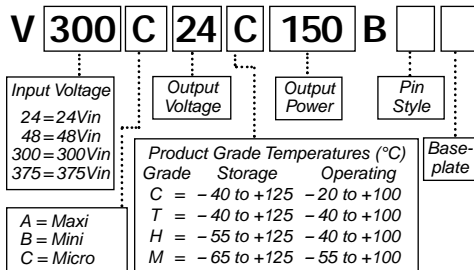 V 300 C 24 C 150 B
Input Voltage
24 = 24Vin
48 = 48Vin
300 = 300Vin
375 = 375Vin
Output
Voltage
Output
Power
Pin
Style
Base-
plate
Product Grade Temperatures (°C)
Grade Storage Operating
C = – 40 to +125 – 20 to +100
T = – 40 to +125 – 40 to +100
H = – 55 to +125 – 40 to +100
M = – 65 to +125 – 55 to +100
A = Maxi
B = Mini
C = Micro